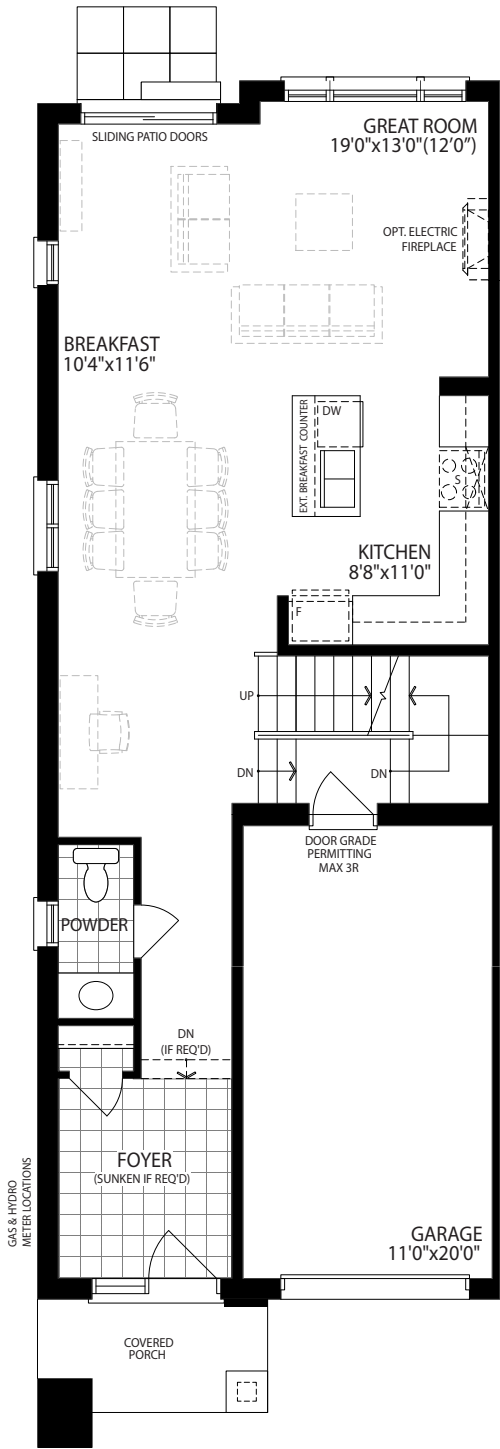 SLIDING PATIO DOORS
GREAT ROOM
19'0"x13'0"(12'0")
OPT. ELECTRIC
FIREPLACE
BREAKFAST
10'4"x11'6"
EXT. BREAKFAST COUNTER
DW
S
KITCHEN
8'8"x11'0"
F
UP
DN
DN
DOOR GRADE
PERMITTING
MAX 3R
POWDER
DN
(IF REQ'D)
FOYER
(SUNKEN IF REQ'D)
GAS & HYDRO
METER LOCATIONS
GARAGE
11'0"x20'0"
COVERED
PORCH